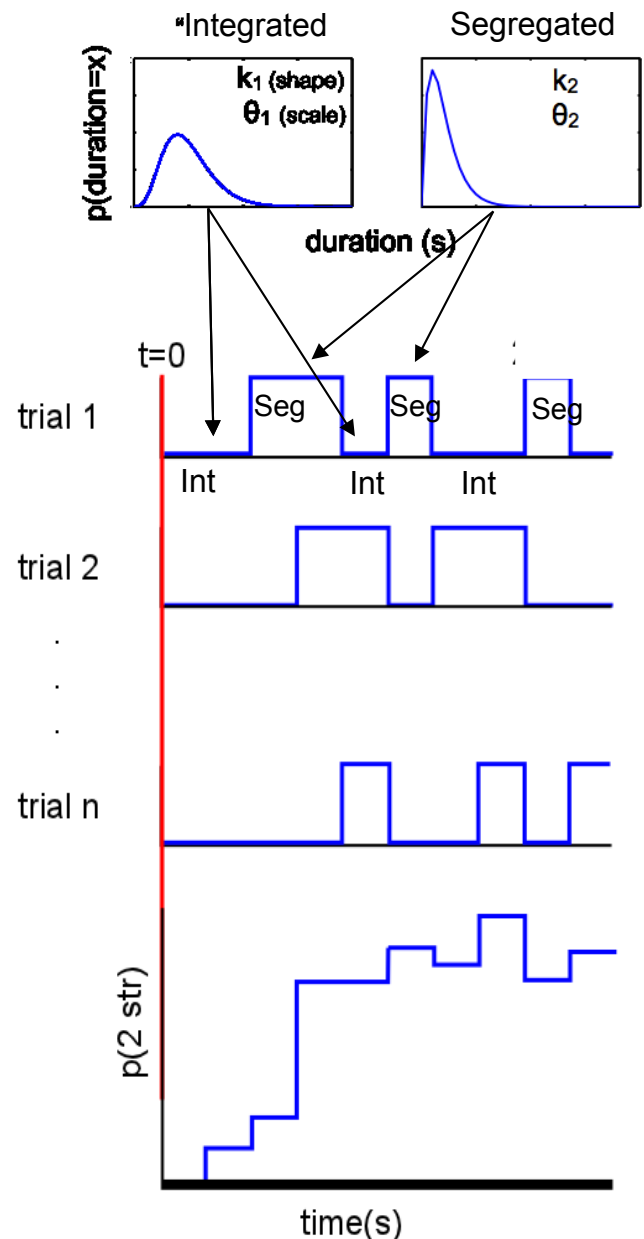 "Integrated
Segregated
p(duration=x)
k1 (shape)
θ1 (scale)
k2
θ2
duration (s)
t=0
trial 1
Seg
Seg
Seg
Int
Int
Int
trial 2
.
.
.
trial n
p(2 str)
time(s)